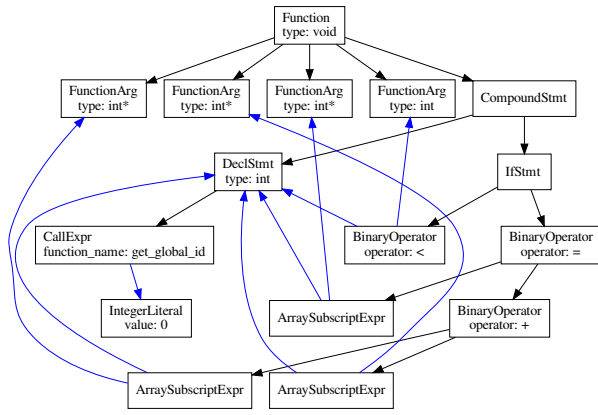 Function
type: void
FunctionArg
type: int*
FunctionArg
type: int*
FunctionArg
type: int*
FunctionArg
type: int
CompoundStmt
DeclStmt
type: int
IfStmt
CallExpr
function_name: get_global_id
BinaryOperator
operator: <
BinaryOperator
operator: =
IntegerLiteral
value: 0
ArraySubscriptExpr
BinaryOperator
operator: +
ArraySubscriptExpr
ArraySubscriptExpr